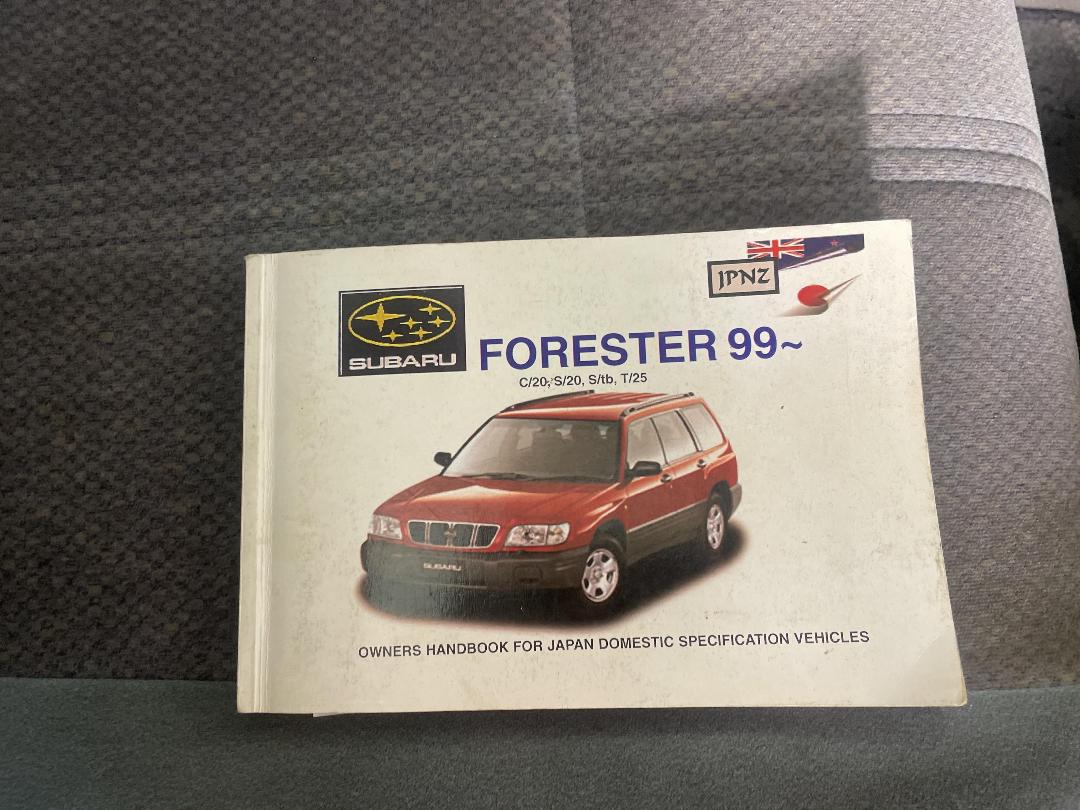 JPNZ
SUBARU
FORESTER 99~
C/20, S/20, S/tb, T/25
SUBARU
OWNERS HANDBOOK FOR JAPAN DOMESTIC SPECIFICATION VEHICLES